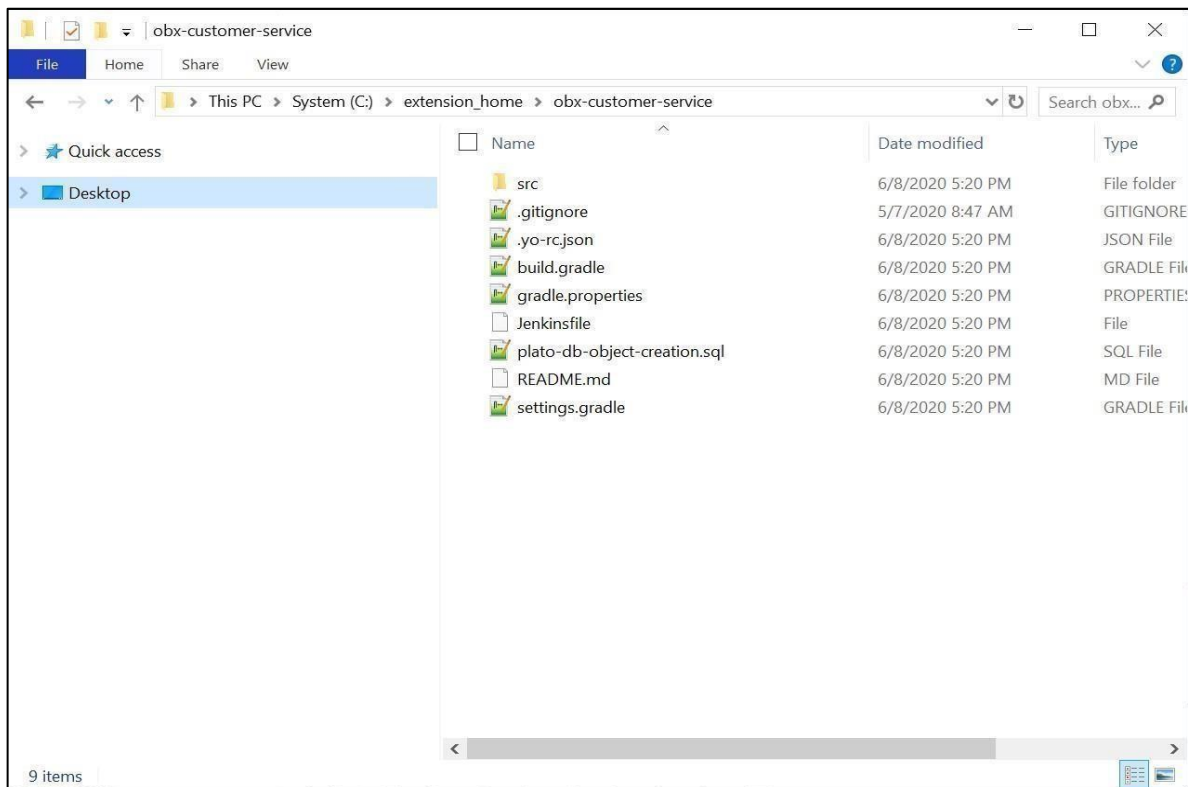 obx-customer-service
File Home Share View
This PC > System (C:) > extension_home > obx-customer-service Search obx...
Quick access
Desktop
Name Date modified Type
src 6/8/2020 5:20 PM File folder
.gitignore 5/7/2020 8:47 AM GITIGNORE
.yo-rc.json 6/8/2020 5:20 PM JSON File
build.gradle 6/8/2020 5:20 PM GRADLE File
gradle.properties 6/8/2020 5:20 PM PROPERTIES
Jenkinsfile 6/8/2020 5:20 PM File
plato-db-object-creation.sql 6/8/2020 5:20 PM SQL File
README.md 6/8/2020 5:20 PM MD File
settings.gradle 6/8/2020 5:20 PM GRADLE File
9 items